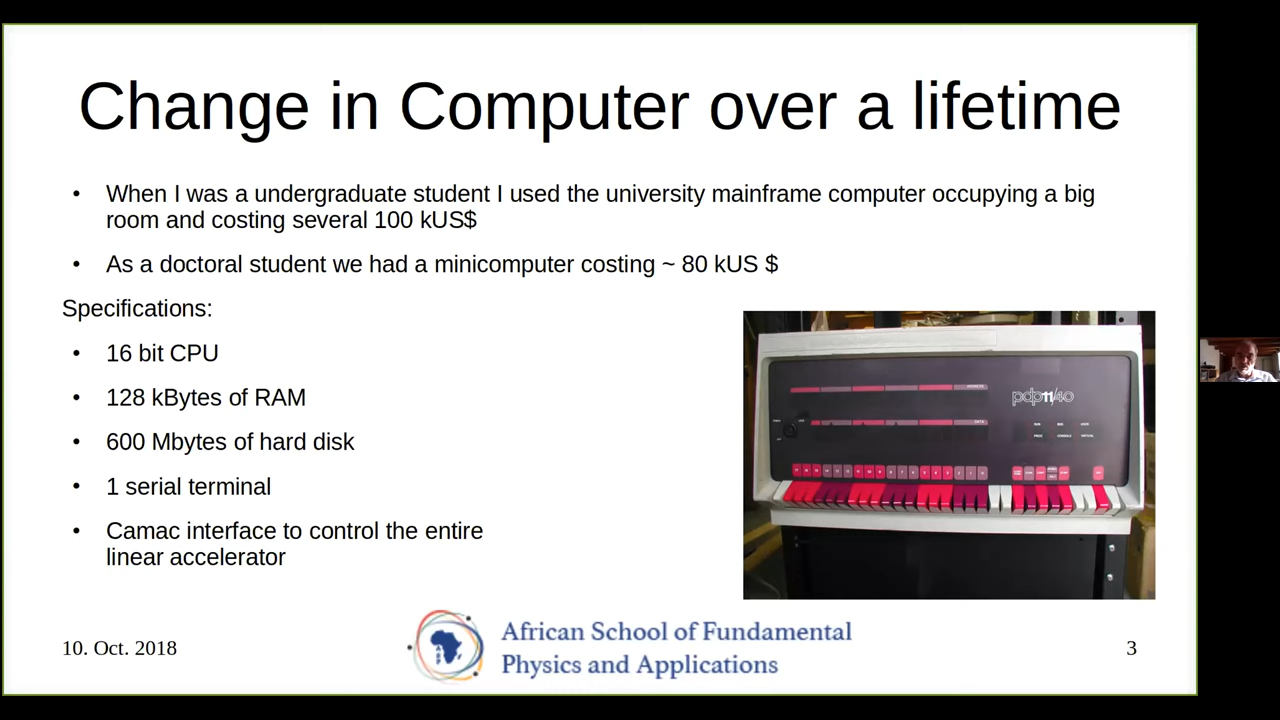 Change in Computer over a lifetime
• When I was a undergraduate student I used the university mainframe computer occupying a big
room and costing several 100 kUS$
• As a doctoral student we had a minicomputer costing ~ 80 kUS $
Specifications:
• 16 bit CPU
• 128 kBytes of RAM
• 600 Mbytes of hard disk
• 1 serial terminal
• Camac interface to control the entire
linear accelerator
pdp11/40
10. Oct. 2018
African School of Fundamental
Physics and Applications
3